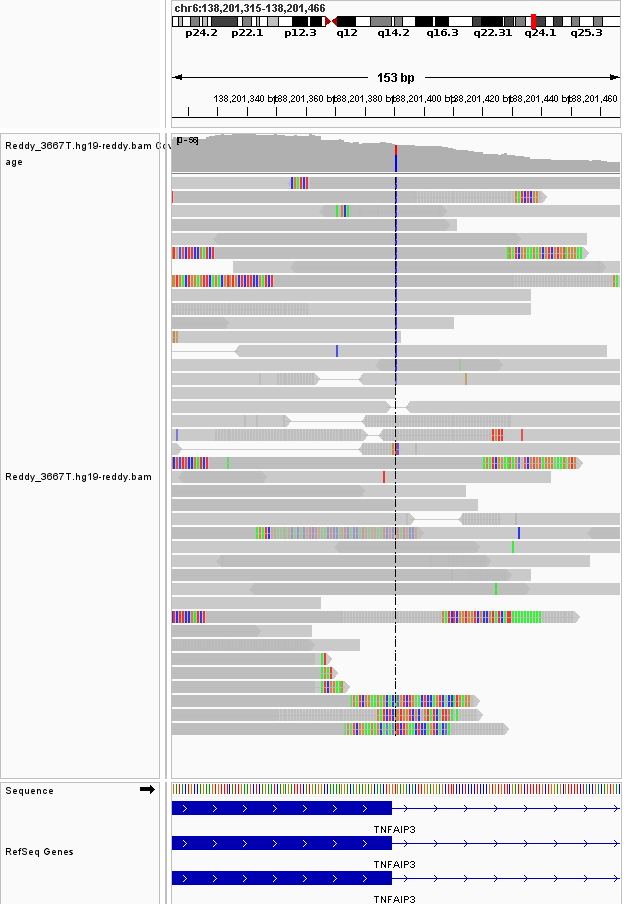 chr6:138,201,315-138,201,466
p24.2 p22.1 p12.3 q12 q14.2 q16.3 q22.31 q24.1 q25.3
153 bp
138,201,340 bp 138,201,360 bp 138,201,380 bp 138,201,400 bp 138,201,420 bp 138,201,440 bp 138,201,460
Reddy_3667T.hg19-reddy.bam Cov
age
Reddy_3667T.hg19-reddy.bam
Sequence
TNFAIP3
RefSeq Genes
TNFAIP3
TNFAIP3